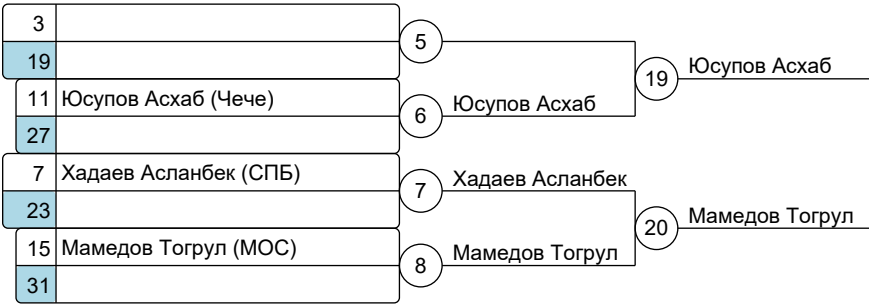 3
5
19
19 Юсупов Асхаб
11 Юсупов Асхаб (Чече)
6 Юсупов Асхаб
27
7 Хадаев Асланбек (СПБ)
7 Хадаев Асланбек
23
20 Мамедов Тогрул
15 Мамедов Тогрул (МОС)
8 Мамедов Тогрул
31